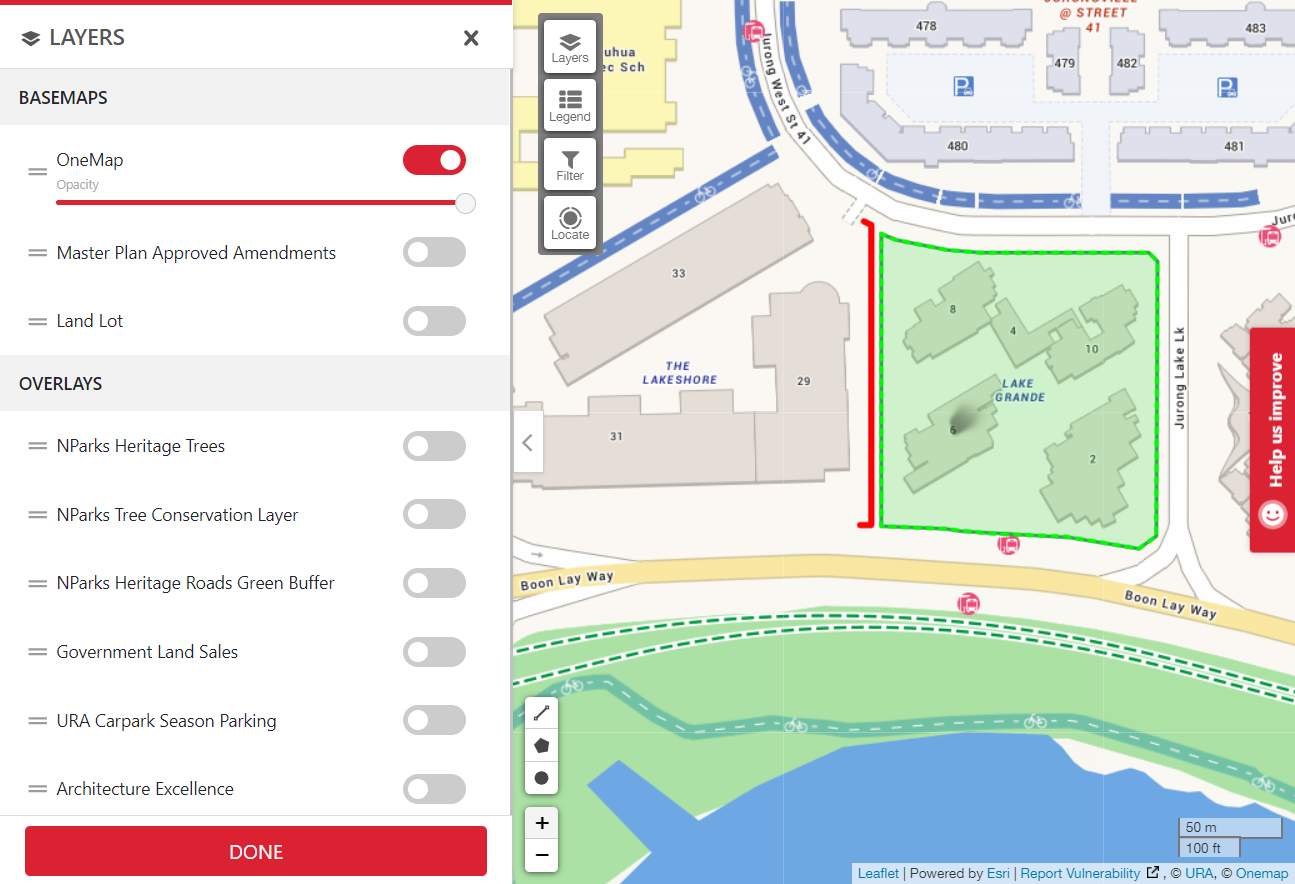 LAYERS
BASEMAPS
OneMap
Opacity
Master Plan Approved Amendments
Land Lot
OVERLAYS
NParks Heritage Trees
NParks Tree Conservation Layer
NParks Heritage Roads Green Buffer
Government Land Sales
URA Carpark Season Parking
Architecture Excellence
DONE
Layers
Legend
Filter
Locate
uhua
ec Sch
Jurong West St 41
@ STREET
41
478
483
479
482
P
P
480
481
33
THE
LAKESHORE
29
31
8
4
10
LAKE
GRANDE
6
2
Jurong Lake Lk
Juro
Help us improve
Boon Lay Way
Boon Lay Way
+
−
50 m
100 ft
Leaflet | Powered by Esri | Report Vulnerability , © URA, © Onemap